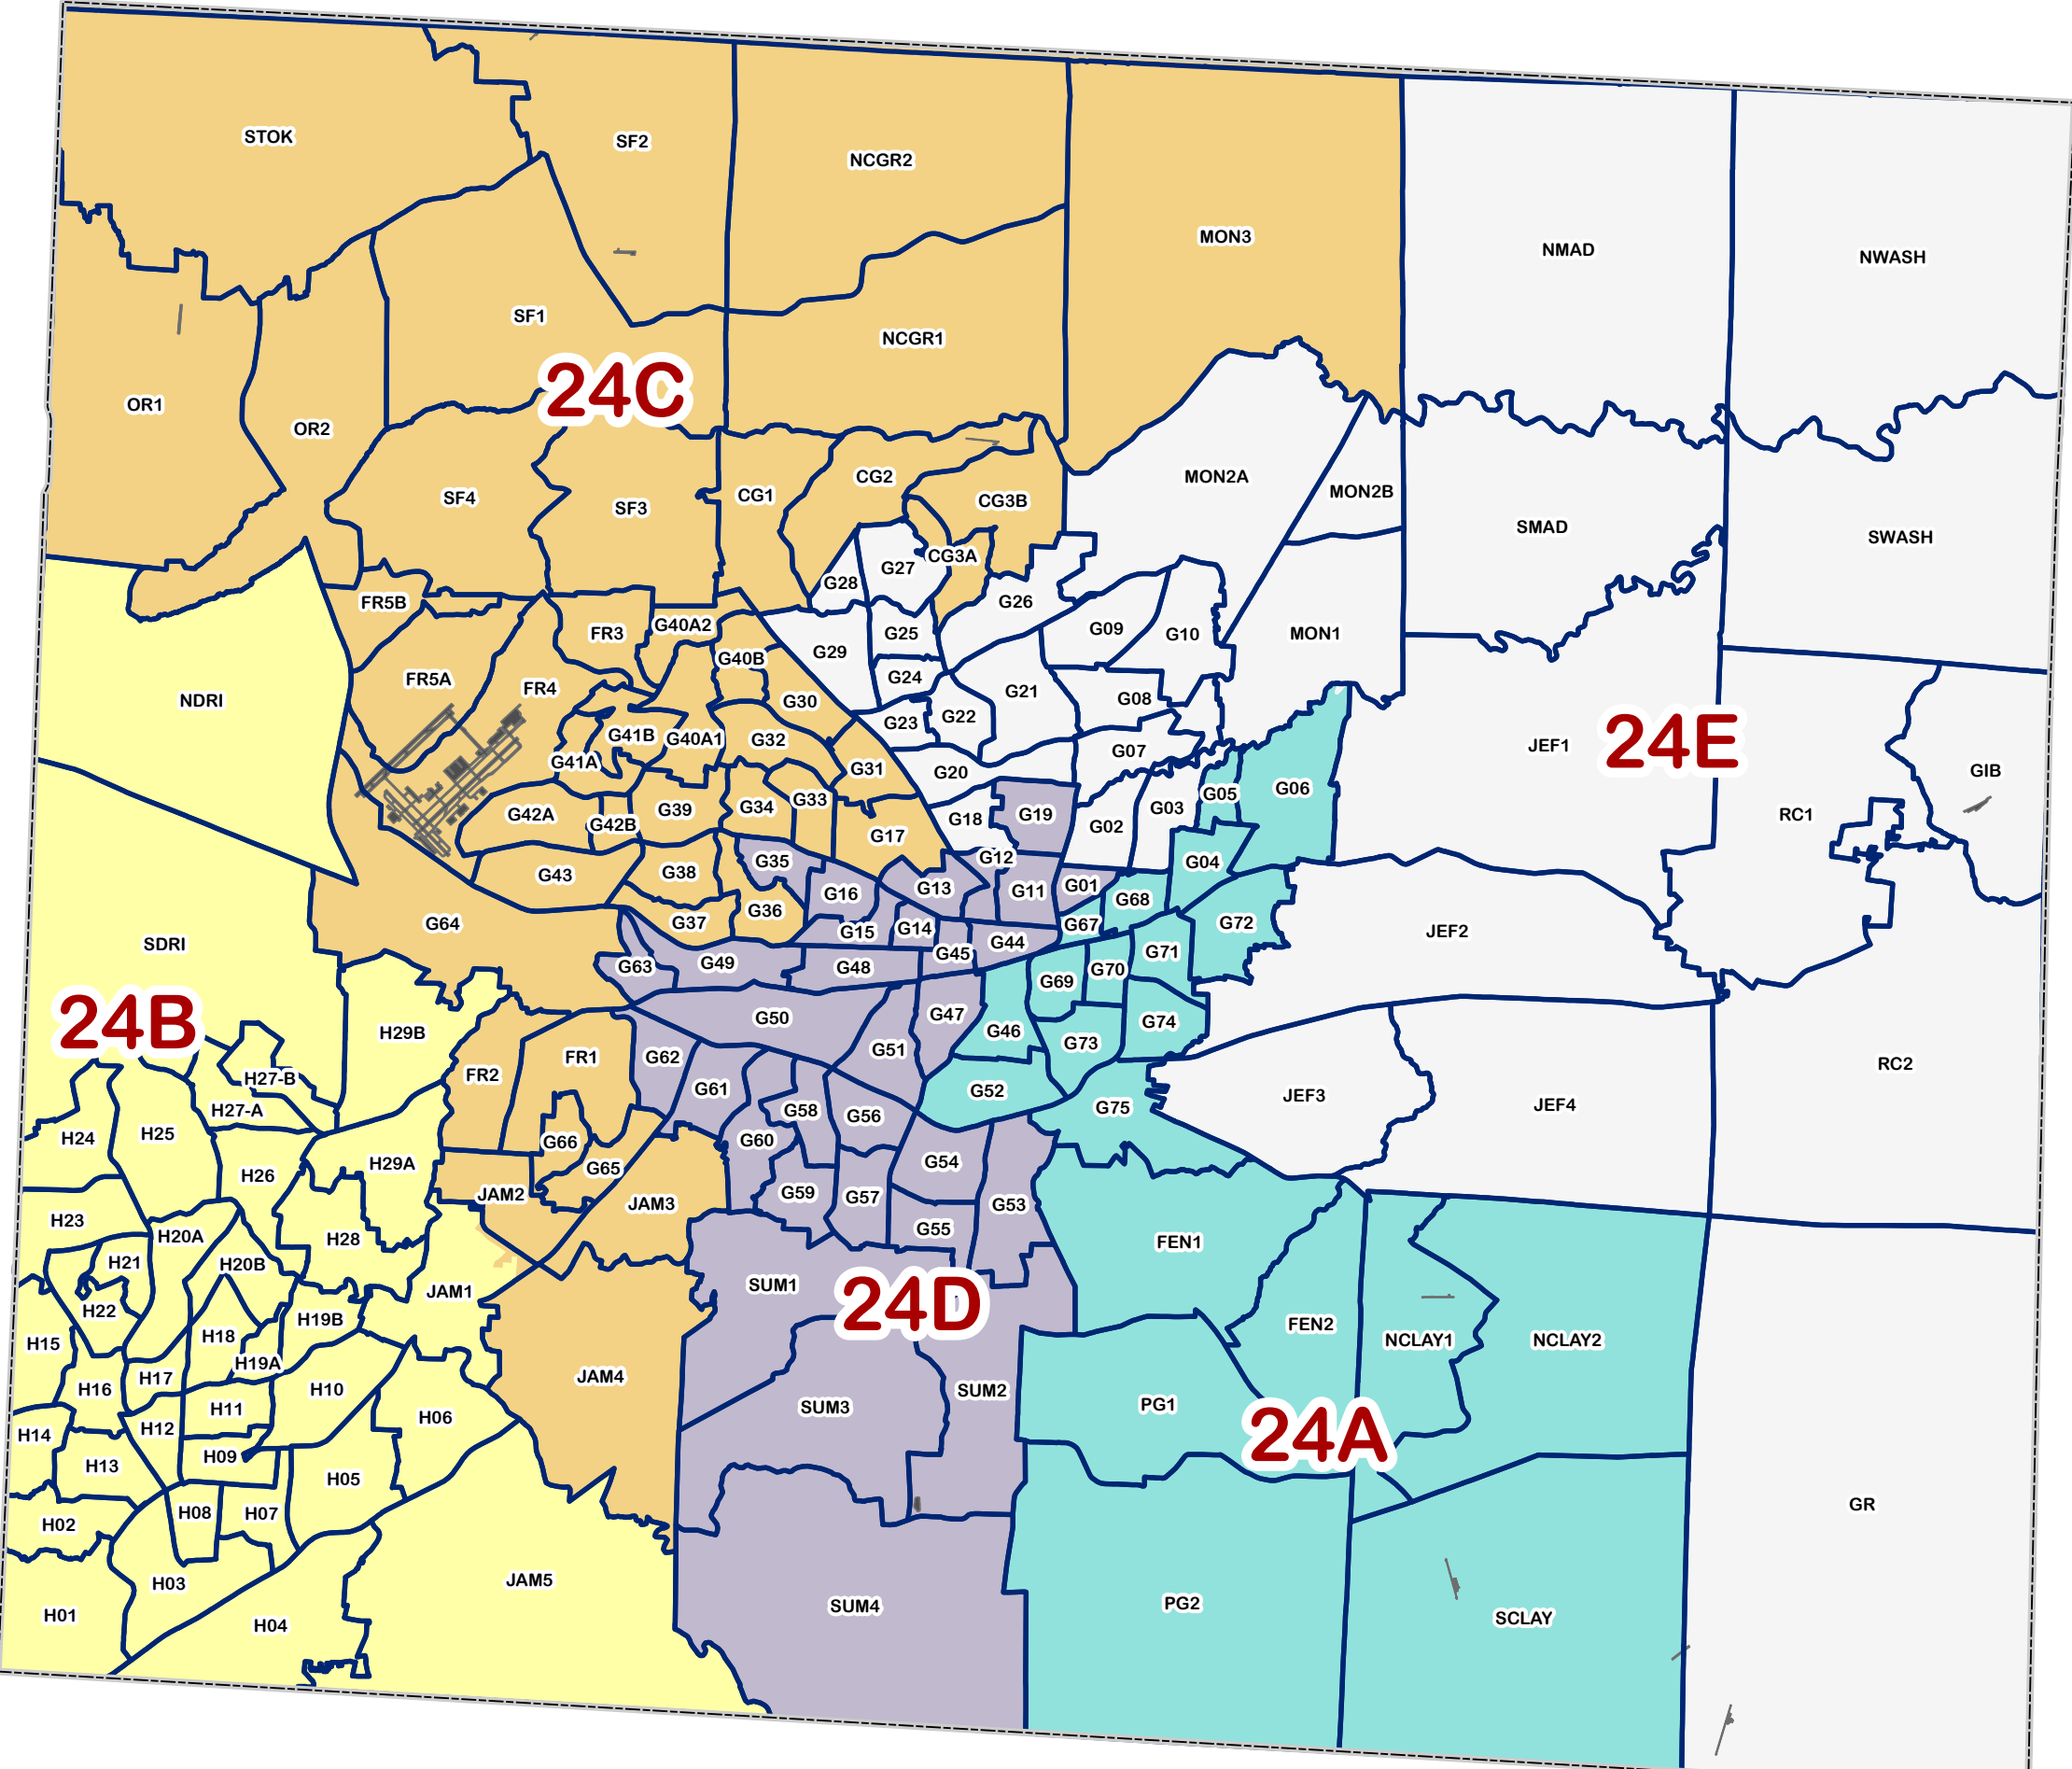 STOK
SF2
NCGR2
MON3
NMAD
NWASH
SF1
NCGR1
24C
OR1
OR2
SF4
SF3
CG1
CG2
CG3B
MON2A
MON2B
SMAD
SWASH
CG3A
G27
G28
G26
FR5B
FR3
G40A2
G25
G09
G10
MON1
G29
G40B
G24
G21
G08
NDRI
FR5A
FR4
G30
G23
G22
G41B
G40A1
G32
G07
JEF1
24E
G41A
G31
G20
GIB
G05
G06
G42A
G42B
G39
G34
G33
G17
G18
G19
G02
G03
RC1
G43
G38
G35
G12
G04
G16
G13
G11
G01
G68
G64
G37
G36
G15
G14
G67
G72
JEF2
SDRI
G63
G49
G48
G45
G44
G71
G70
G69
24B
H29B
G50
G47
G46
G74
G73
FR1
G62
G51
FR2
H27-B
G61
G52
JEF3
JEF4
RC2
H27-A
G58
G56
G75
H24
H25
G66
G60
H26
H29A
G65
G54
JAM2
JAM3
G59
G57
G53
H23
H20A
H28
G55
FEN1
H21
H20B
JAM1
SUM1
24D
H22
H19B
FEN2
H15
H18
H19A
NCLAY1
NCLAY2
H16
H17
H10
JAM4
SUM2
H11
H06
SUM3
PG1
24A
H14
H12
H13
H09
H05
GR
H02
H08
H07
H03
JAM5
SUM4
PG2
SCLAY
H01
H04